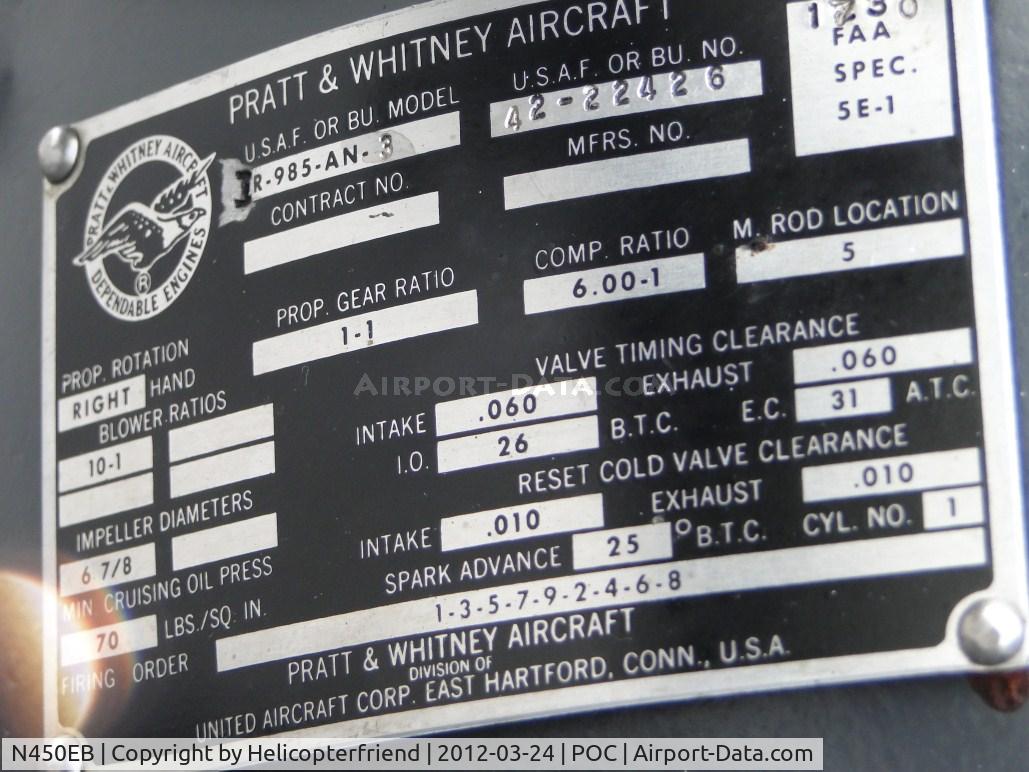 PRATT & WHITNEY AIRCRAFT
U.S.A.F. OR BU. MODEL
IR-985-AN-3
U.S.A.F. OR BU. NO.
42-22426
1230
FAA
SPEC.
5E-1
PRATT & WHITNEY AIRCRAFT
DEPENDABLE ENGINES
®
CONTRACT NO.
MFRS. NO.
PROP. GEAR RATIO
1-1
COMP. RATIO
6.00-1
M. ROD LOCATION
5
PROP. ROTATION
RIGHT HAND
BLOWER RATIOS
10-1
VALVE TIMING CLEARANCE
INTAKE .060 EXHAUST .060
I.O. 26 B.T.C. E.C. 31 A.T.C.
RESET COLD VALVE CLEARANCE
INTAKE .010 EXHAUST .010
IMPELLER DIAMETERS
6 7/8
SPARK ADVANCE 25 ° B.T.C. CYL. NO. 1
MIN CRUISING OIL PRESS
70 LBS./SQ. IN.
FIRING ORDER 1-3-5-7-9-2-4-6-8
PRATT & WHITNEY AIRCRAFT
DIVISION OF
UNITED AIRCRAFT CORP. EAST HARTFORD, CONN., U.S.A.
AIRPORT-DATA.COM
N450EB | Copyright by Helicopterfriend | 2012-03-24 | POC | Airport-Data.com